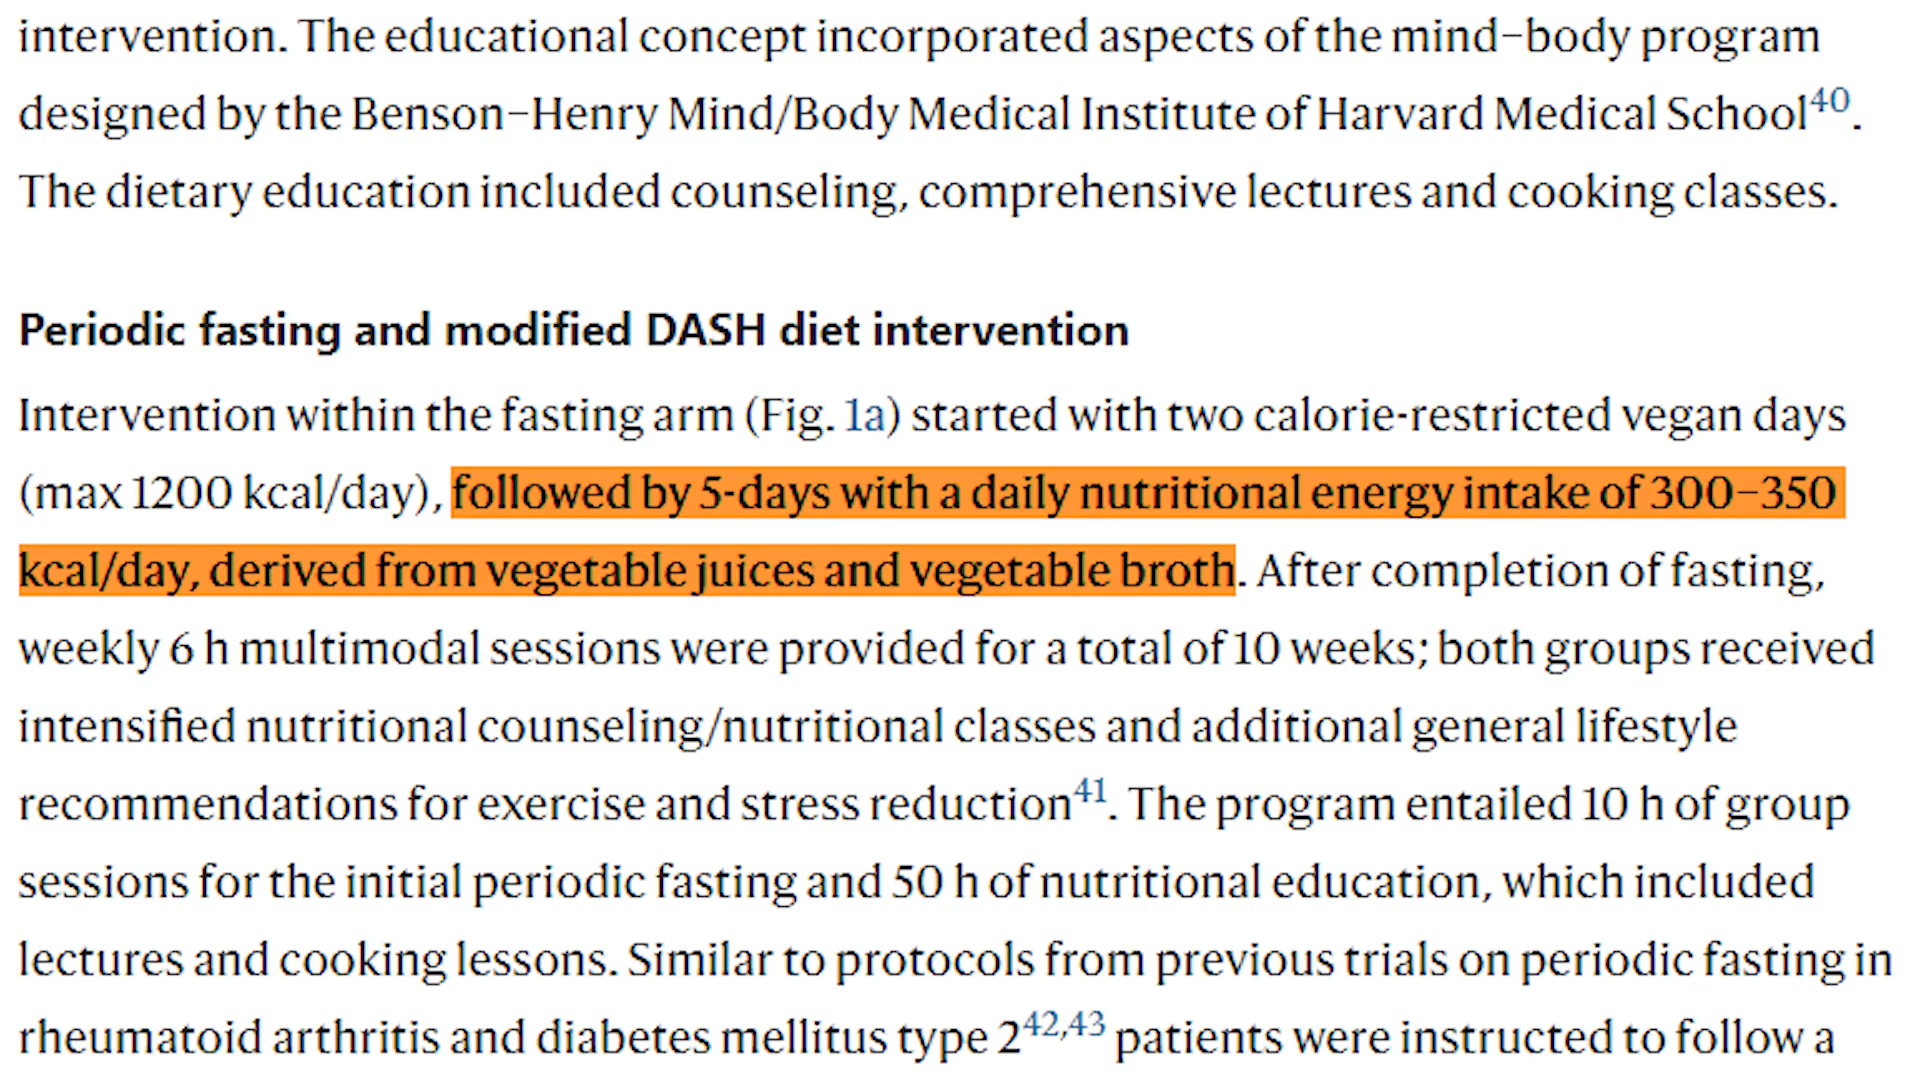 intervention. The educational concept incorporated aspects of the mind–body program
designed by the Benson–Henry Mind/Body Medical Institute of Harvard Medical School40.
The dietary education included counseling, comprehensive lectures and cooking classes.
Periodic fasting and modified DASH diet intervention
Intervention within the fasting arm (Fig. 1a) started with two calorie-restricted vegan days
(max 1200 kcal/day), followed by 5-days with a daily nutritional energy intake of 300–350
kcal/day, derived from vegetable juices and vegetable broth. After completion of fasting,
weekly 6 h multimodal sessions were provided for a total of 10 weeks; both groups received
intensified nutritional counseling/nutritional classes and additional general lifestyle
recommendations for exercise and stress reduction41. The program entailed 10 h of group
sessions for the initial periodic fasting and 50 h of nutritional education, which included
lectures and cooking lessons. Similar to protocols from previous trials on periodic fasting in
rheumatoid arthritis and diabetes mellitus type 242,43 patients were instructed to follow a